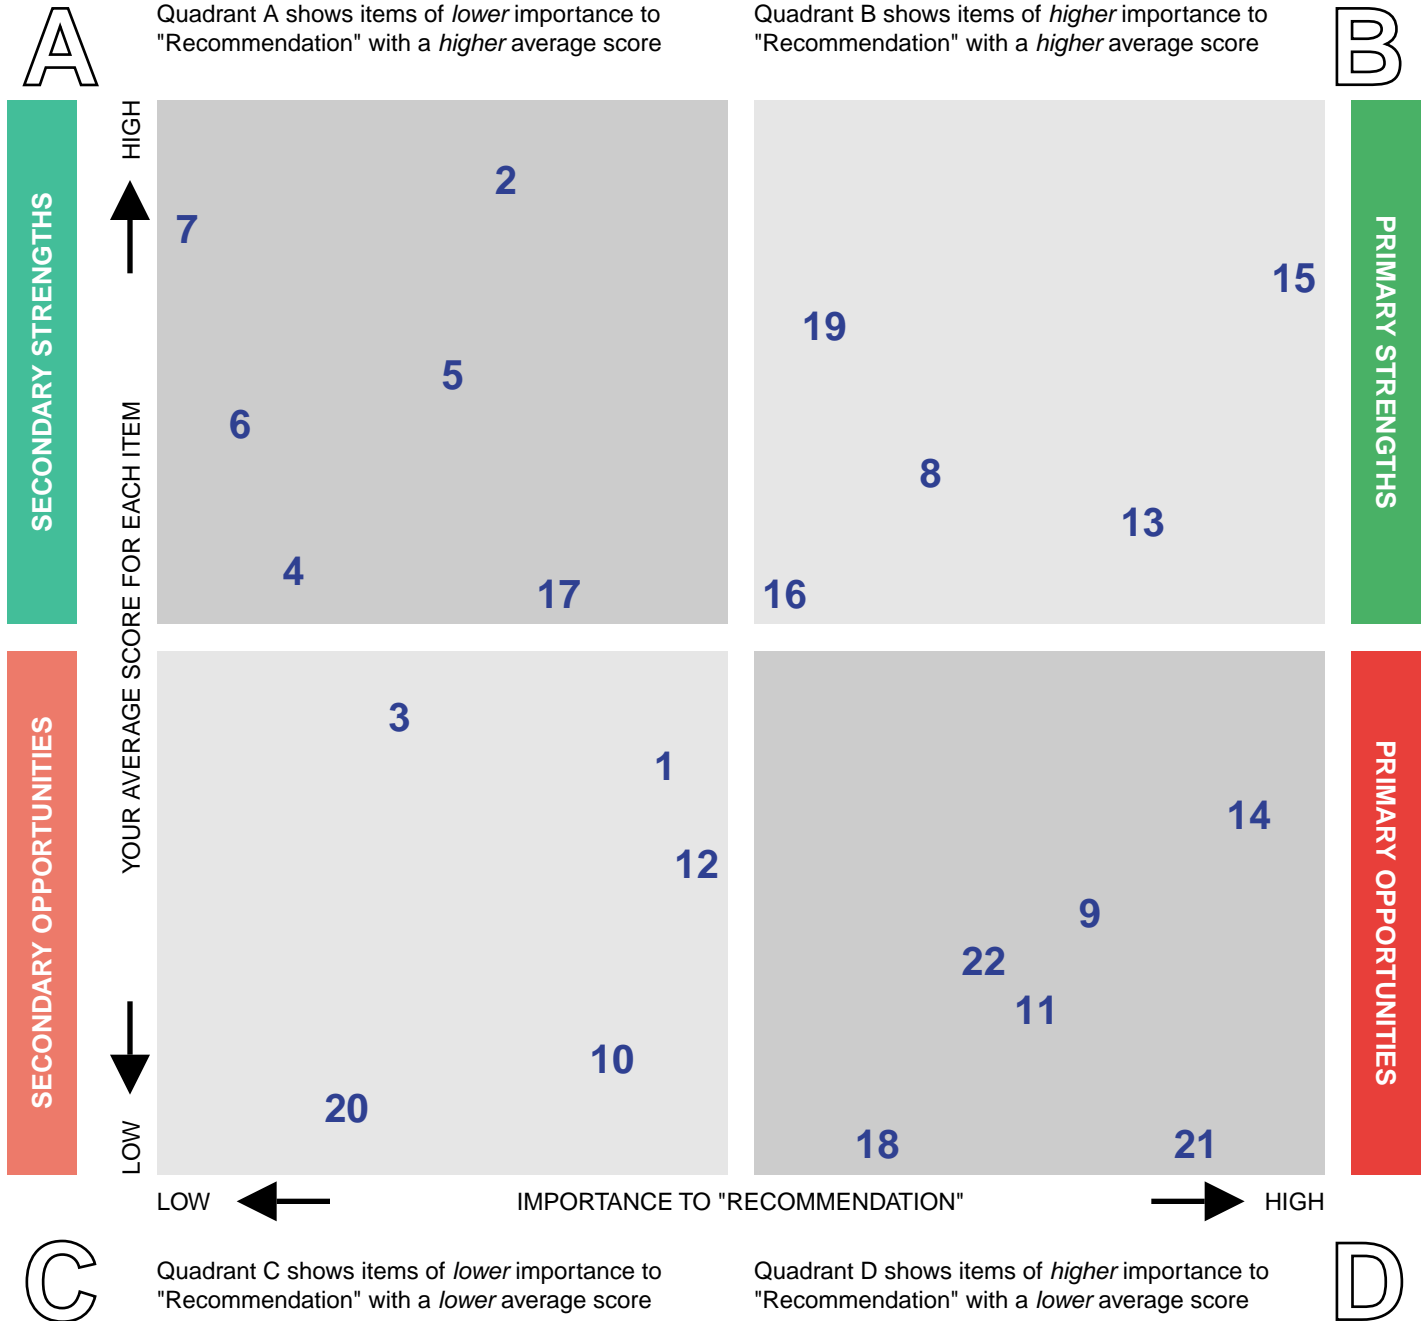 A
Quadrant A shows items of lower importance to
"Recommendation" with a higher average score
Quadrant B shows items of higher importance to
"Recommendation" with a higher average score
B
SECONDARY STRENGTHS
SECONDARY OPPORTUNITIES
HIGH
YOUR AVERAGE SCORE FOR EACH ITEM
LOW
2
7
5
6
4
17
15
19
8
13
16
PRIMARY STRENGTHS
3
1
12
10
20
14
9
22
11
18
21
PRIMARY OPPORTUNITIES
LOW
IMPORTANCE TO "RECOMMENDATION"
HIGH
C
Quadrant C shows items of lower importance to
"Recommendation" with a lower average score
Quadrant D shows items of higher importance to
"Recommendation" with a lower average score
D